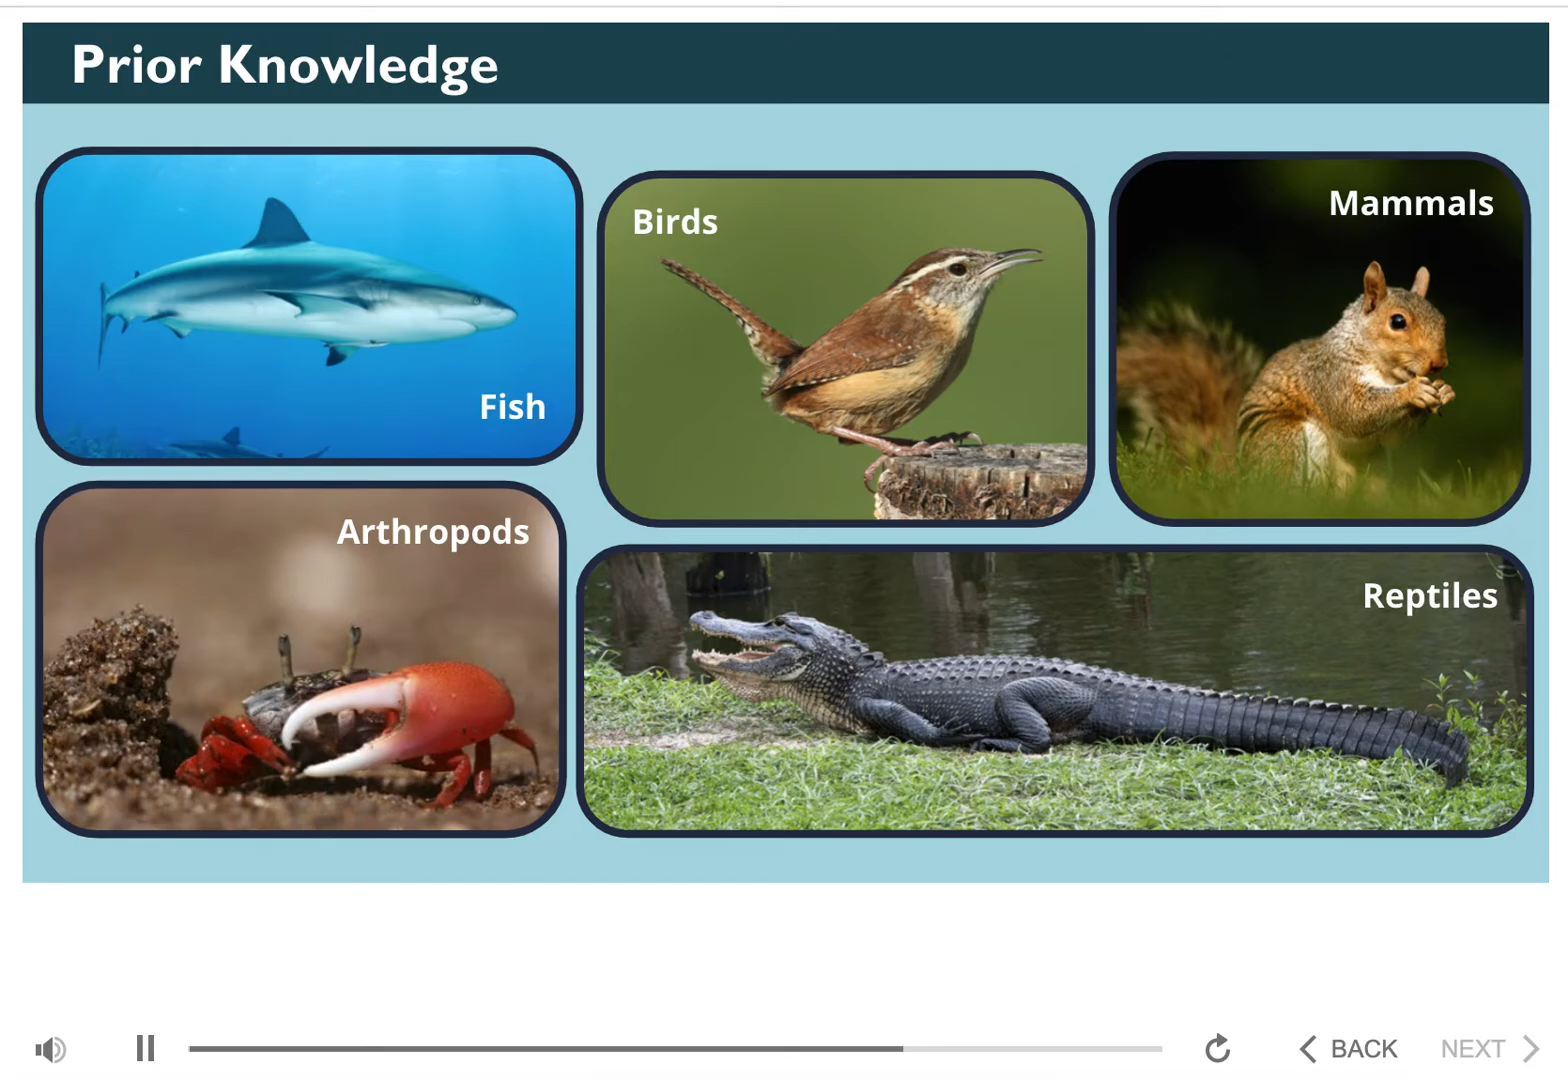 Prior Knowledge
Fish
Birds
Mammals
Arthropods
Reptiles
BACK
NEXT